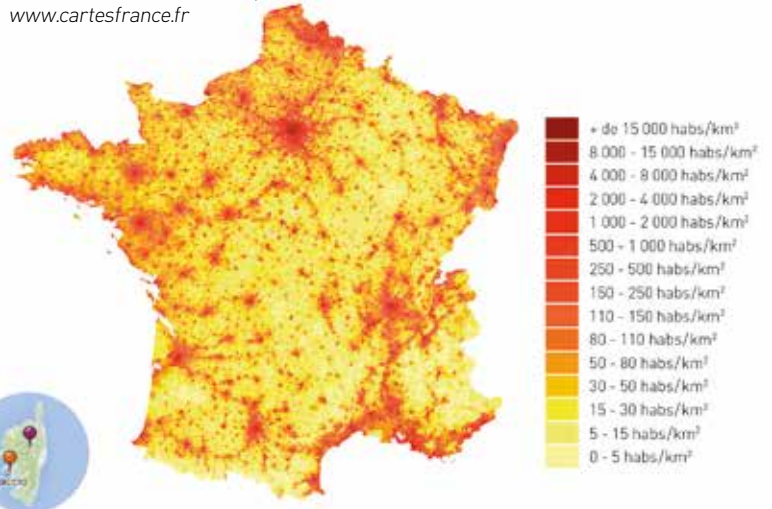 www.cartesfrance.fr
+ de 15 000 habs/km²
8 000 - 15 000 habs/km²
4 000 - 8 000 habs/km²
2 000 - 4 000 habs/km²
1 000 - 2 000 habs/km²
500 - 1 000 habs/km²
250 - 500 habs/km²
150 - 250 habs/km²
110 - 150 habs/km²
80 - 110 habs/km²
50 - 80 habs/km²
30 - 50 habs/km²
15 - 30 habs/km²
5 - 15 habs/km²
0 - 5 habs/km²